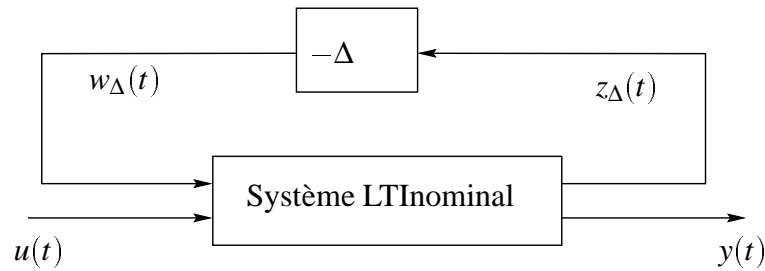 −Δ
w_Δ(t)
z_Δ(t)
Système LTInominal
u(t)
y(t)